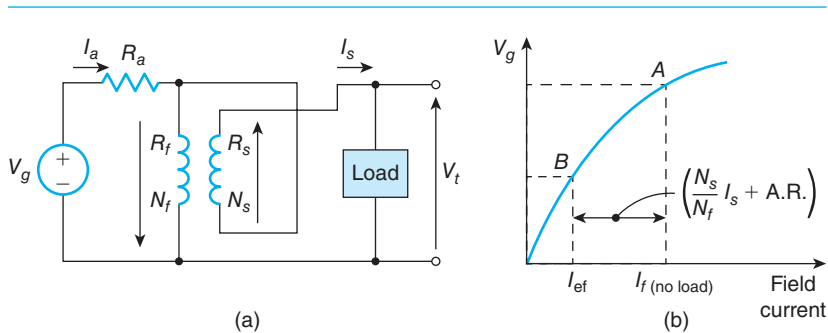 I_a
R_a
I_s
V_g
+
−
R_f
N_f
R_s
N_s
Load
V_t
(a)
V_g
A
B
(N_s/N_f I_s + A.R.)
I_ef
I_f (no load)
Field
current
(b)